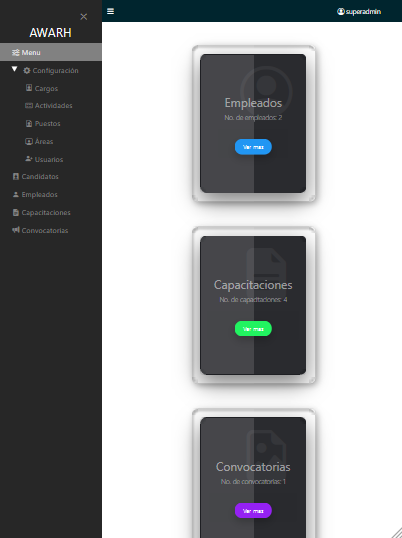 AWARH
Menu
Configuración
Cargos
Actividades
Puestos
Áreas
Usuarios
Candidatos
Empleados
Capacitaciones
Convocatorias
superadmin
Empleados
No. de empleados: 2
Ver mas
Capacitaciones
No. de capacitaciones: 4
Ver mas
Convocatorias
No. de convocatorias: 1
Ver mas